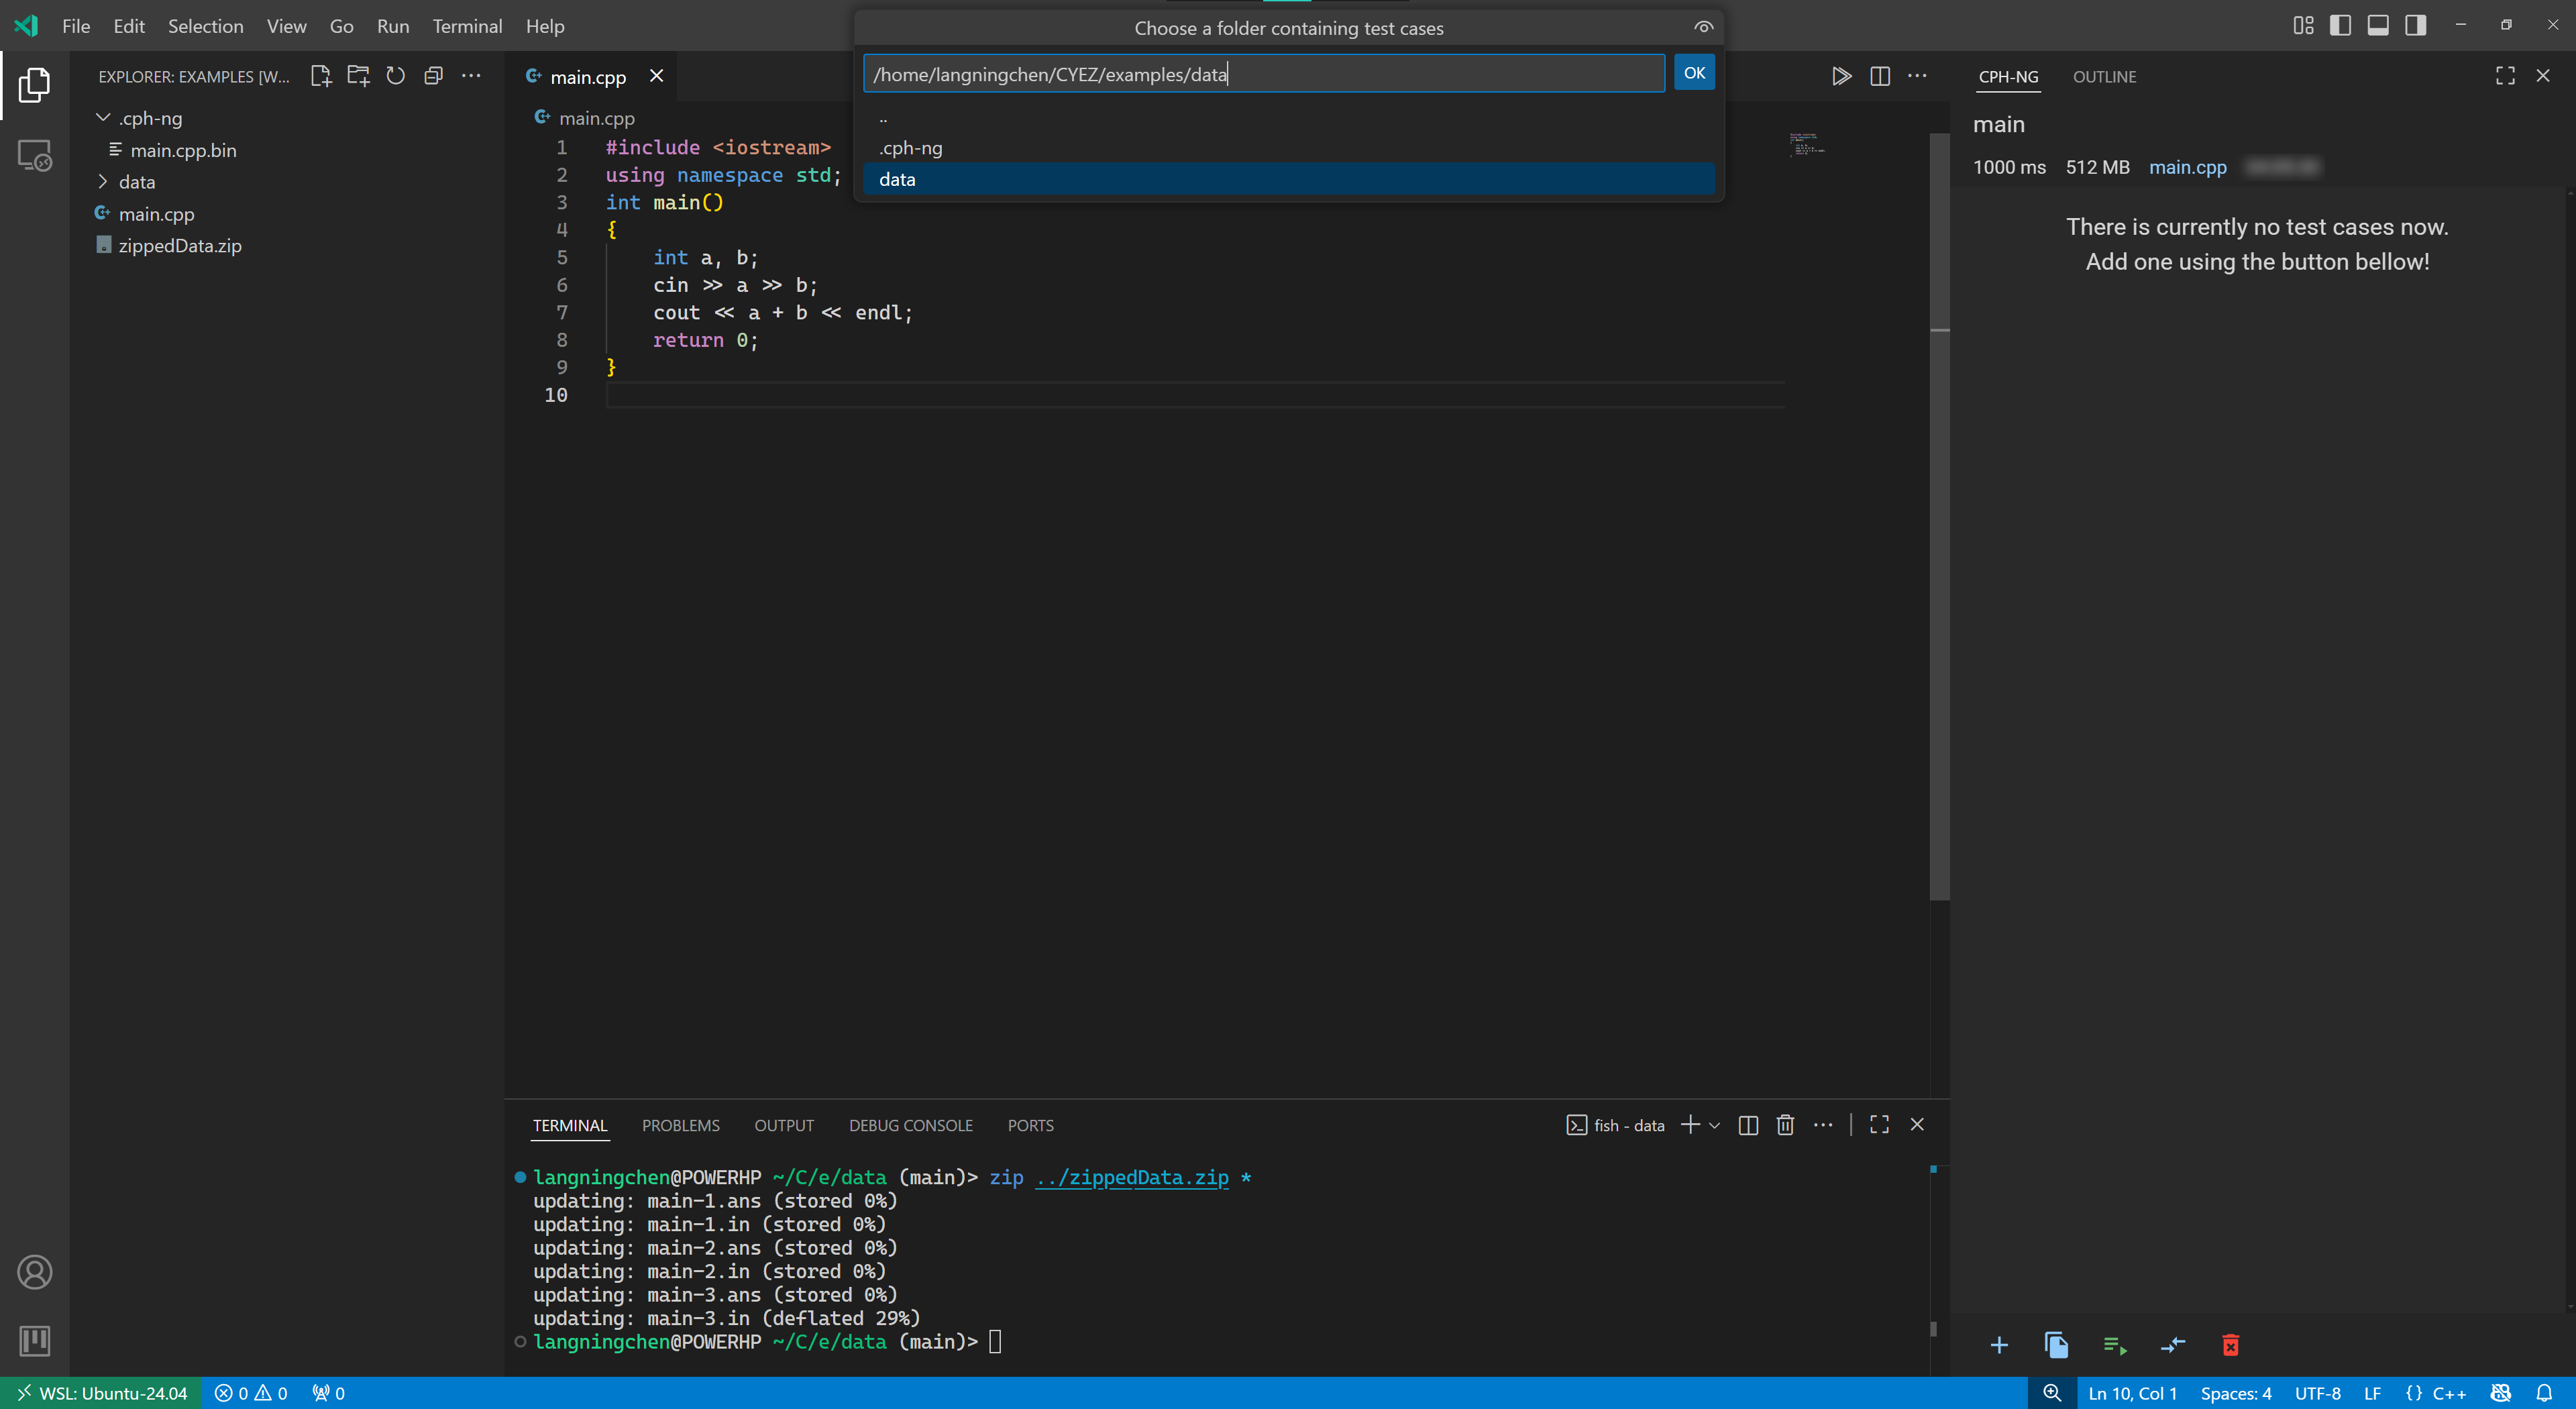 File Edit Selection View Go Run Terminal Help
Choose a folder containing test cases
/home/langningchen/CYEZ/examples/data
OK
..
.cph-ng
data
EXPLORER: EXAMPLES [W...
.cph-ng
main.cpp.bin
data
main.cpp
zippedData.zip
main.cpp
main.cpp
1 #include <iostream>
2 using namespace std;
3 int main()
4 {
5 int a, b;
6 cin >> a >> b;
7 cout << a + b << endl;
8 return 0;
9 }
10
CPH-NG OUTLINE
main
1000 ms 512 MB main.cpp
There is currently no test cases now.
Add one using the button bellow!
TERMINAL PROBLEMS OUTPUT DEBUG CONSOLE PORTS
fish - data
langningchen@POWERHP ~/C/e/data (main)> zip ../zippedData.zip *
updating: main-1.ans (stored 0%)
updating: main-1.in (stored 0%)
updating: main-2.ans (stored 0%)
updating: main-2.in (stored 0%)
updating: main-3.ans (stored 0%)
updating: main-3.in (deflated 29%)
langningchen@POWERHP ~/C/e/data (main)>
WSL: Ubuntu-24.04 0 0 0
Ln 10, Col 1 Spaces: 4 UTF-8 LF {} C++